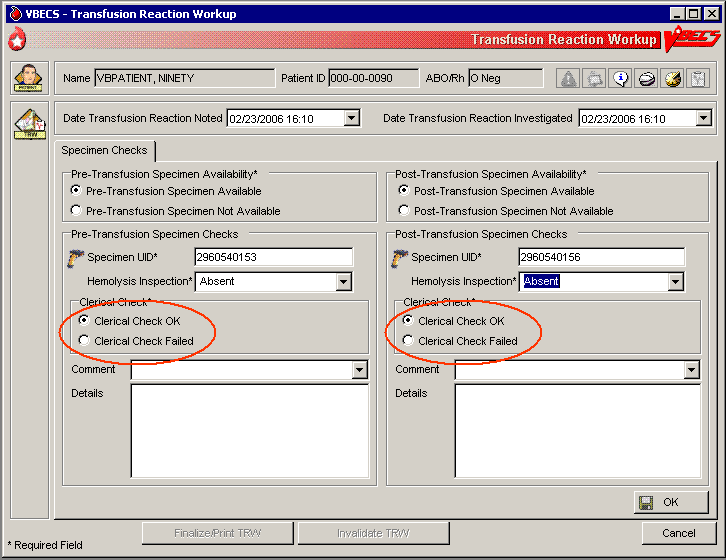 VBECS - Transfusion Reaction Workup
Transfusion Reaction Workup VBECS
PATIENT
Name VBPATIENT, NINETY Patient ID 000-00-0090 ABO/Rh O Neg
TRW
Date Transfusion Reaction Noted 02/23/2006 16:10 Date Transfusion Reaction Investigated 02/23/2006 16:10
Specimen Checks
Pre-Transfusion Specimen Availability*
Pre-Transfusion Specimen Available
Pre-Transfusion Specimen Not Available
Pre-Transfusion Specimen Checks
Specimen UID* 2960540153
Hemolysis Inspection* Absent
Clerical Check*
Clerical Check OK
Clerical Check Failed
Comment
Details
Post-Transfusion Specimen Availability*
Post-Transfusion Specimen Available
Post-Transfusion Specimen Not Available
Post-Transfusion Specimen Checks
Specimen UID* 2960540156
Hemolysis Inspection* Absent
Clerical Check*
Clerical Check OK
Clerical Check Failed
Comment
Details
OK
* Required Field
Finalize/Print TRW
Invalidate TRW
Cancel